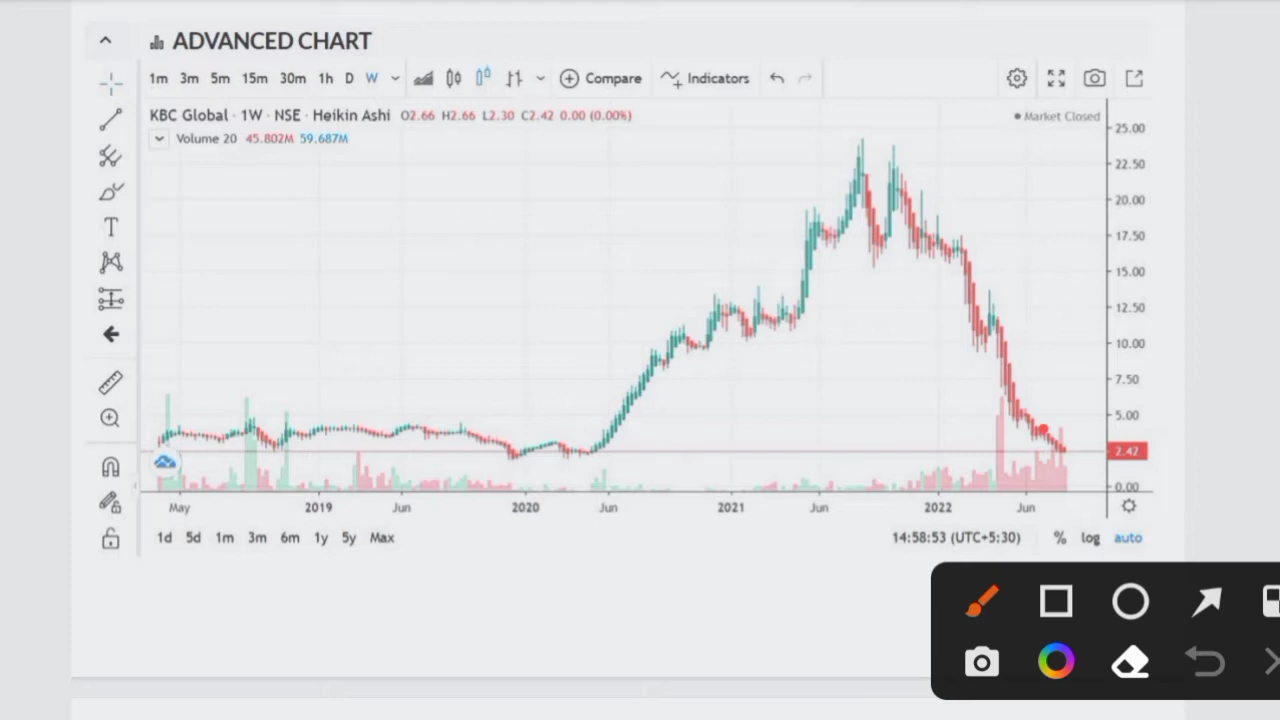 ADVANCED CHART
1m 3m 5m 15m 30m 1h D W Compare Indicators
KBC Global · 1W · NSE · Heikin Ashi O2.66 H2.66 L2.30 C2.42 0.00 (0.00%)
Market Closed
Volume 20 45.802M 59.687M
25.00
22.50
20.00
17.50
15.00
12.50
10.00
7.50
5.00
2.42
0.00
May 2019 Jun 2020 Jun 2021 Jun 2022 Jun
1d 5d 1m 3m 6m 1y 5y Max 14:58:53 (UTC+5:30) % log auto